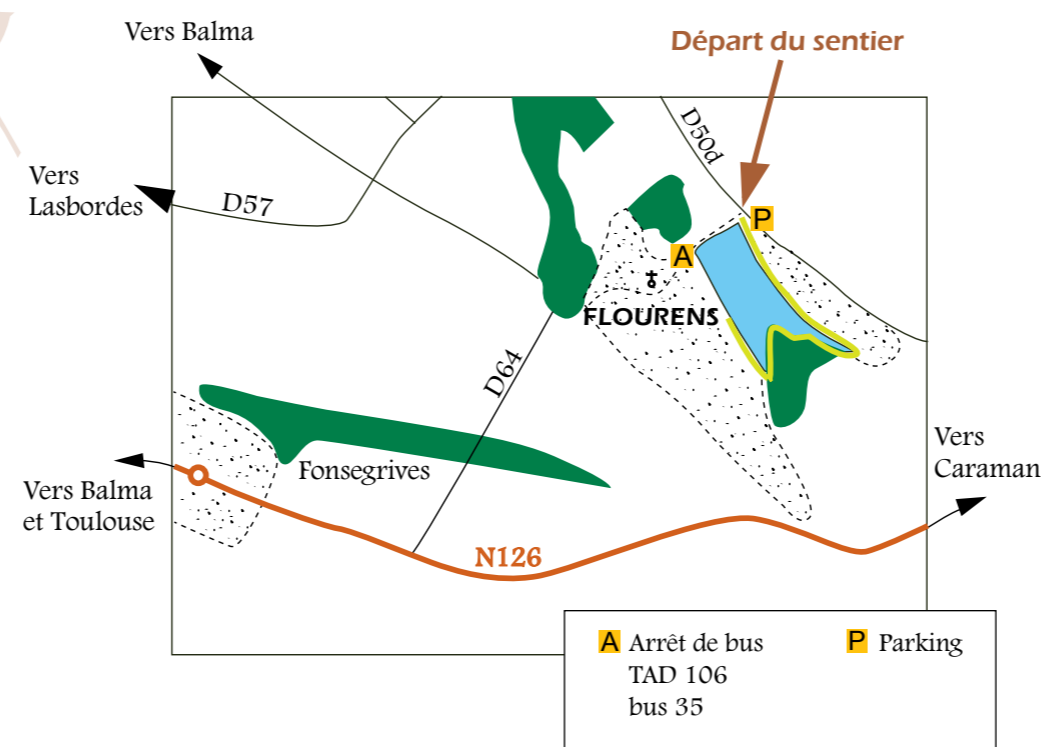 Vers Balma
Départ du sentier
D50d
Vers
Lasbordes
D57
P
A
FLOURENS
D64
Fonsegrives
Vers
Caraman
Vers Balma
et Toulouse
N126
A Arrêt de bus
TAD 106
bus 35
P Parking